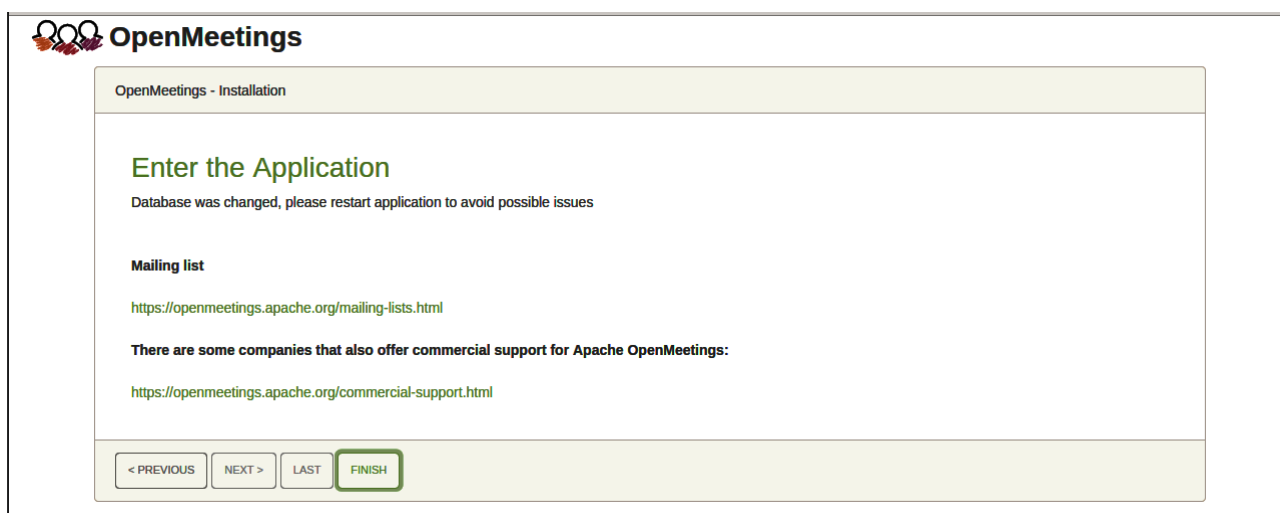 OpenMeetings
OpenMeetings - Installation
Enter the Application
Database was changed, please restart application to avoid possible issues
Mailing list
https://openmeetings.apache.org/mailing-lists.html
There are some companies that also offer commercial support for Apache OpenMeetings:
https://openmeetings.apache.org/commercial-support.html
< PREVIOUS NEXT > LAST FINISH